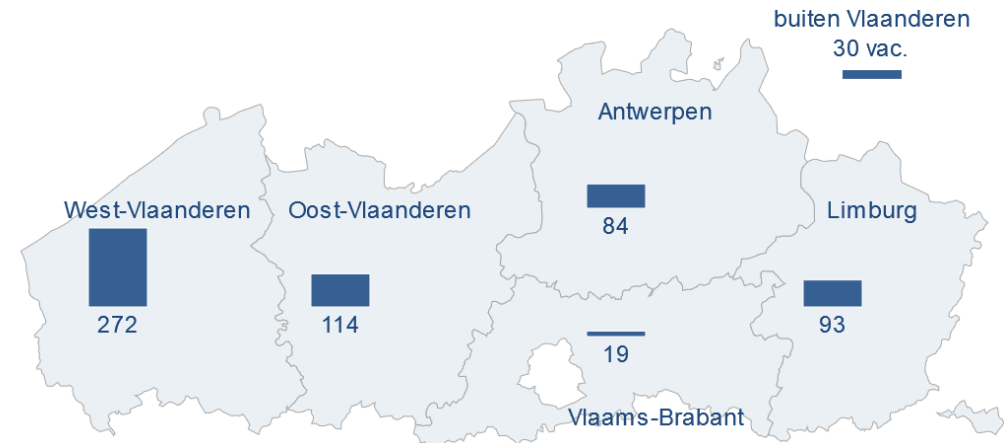 buiten Vlaanderen
30 vac.
Antwerpen
84
West-Vlaanderen
272
Oost-Vlaanderen
114
Limburg
93
19
Vlaams-Brabant